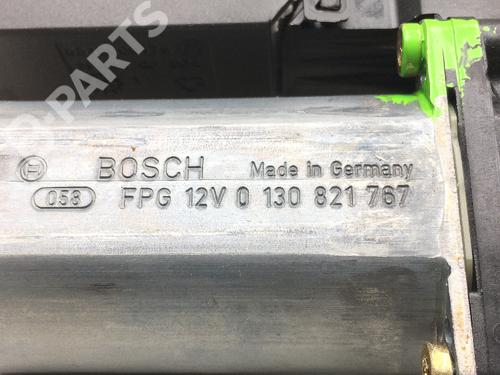 BOSCH Made in Germany
058 FPG 12V 0 130 821 767
B-PARTS